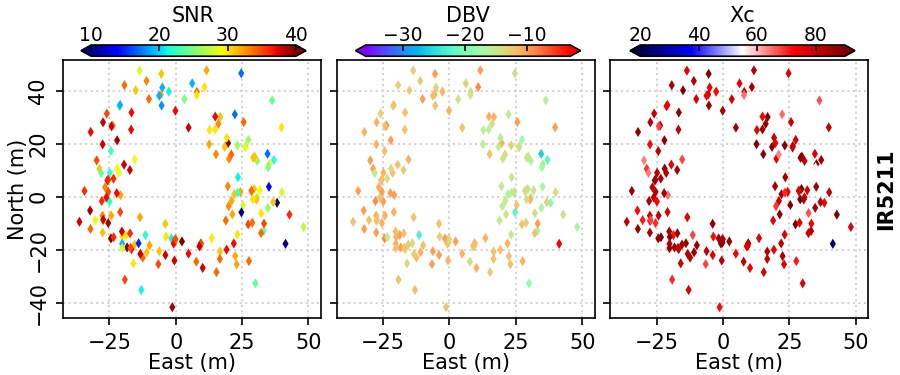 SNR DBV Xc
10 20 30 40 −30 −20 −10 20 40 60 80
North (m)
40
20
0
−20
−40
−25 0 25 50 −25 0 25 50 −25 0 25 50
East (m) East (m) East (m)
IR5211